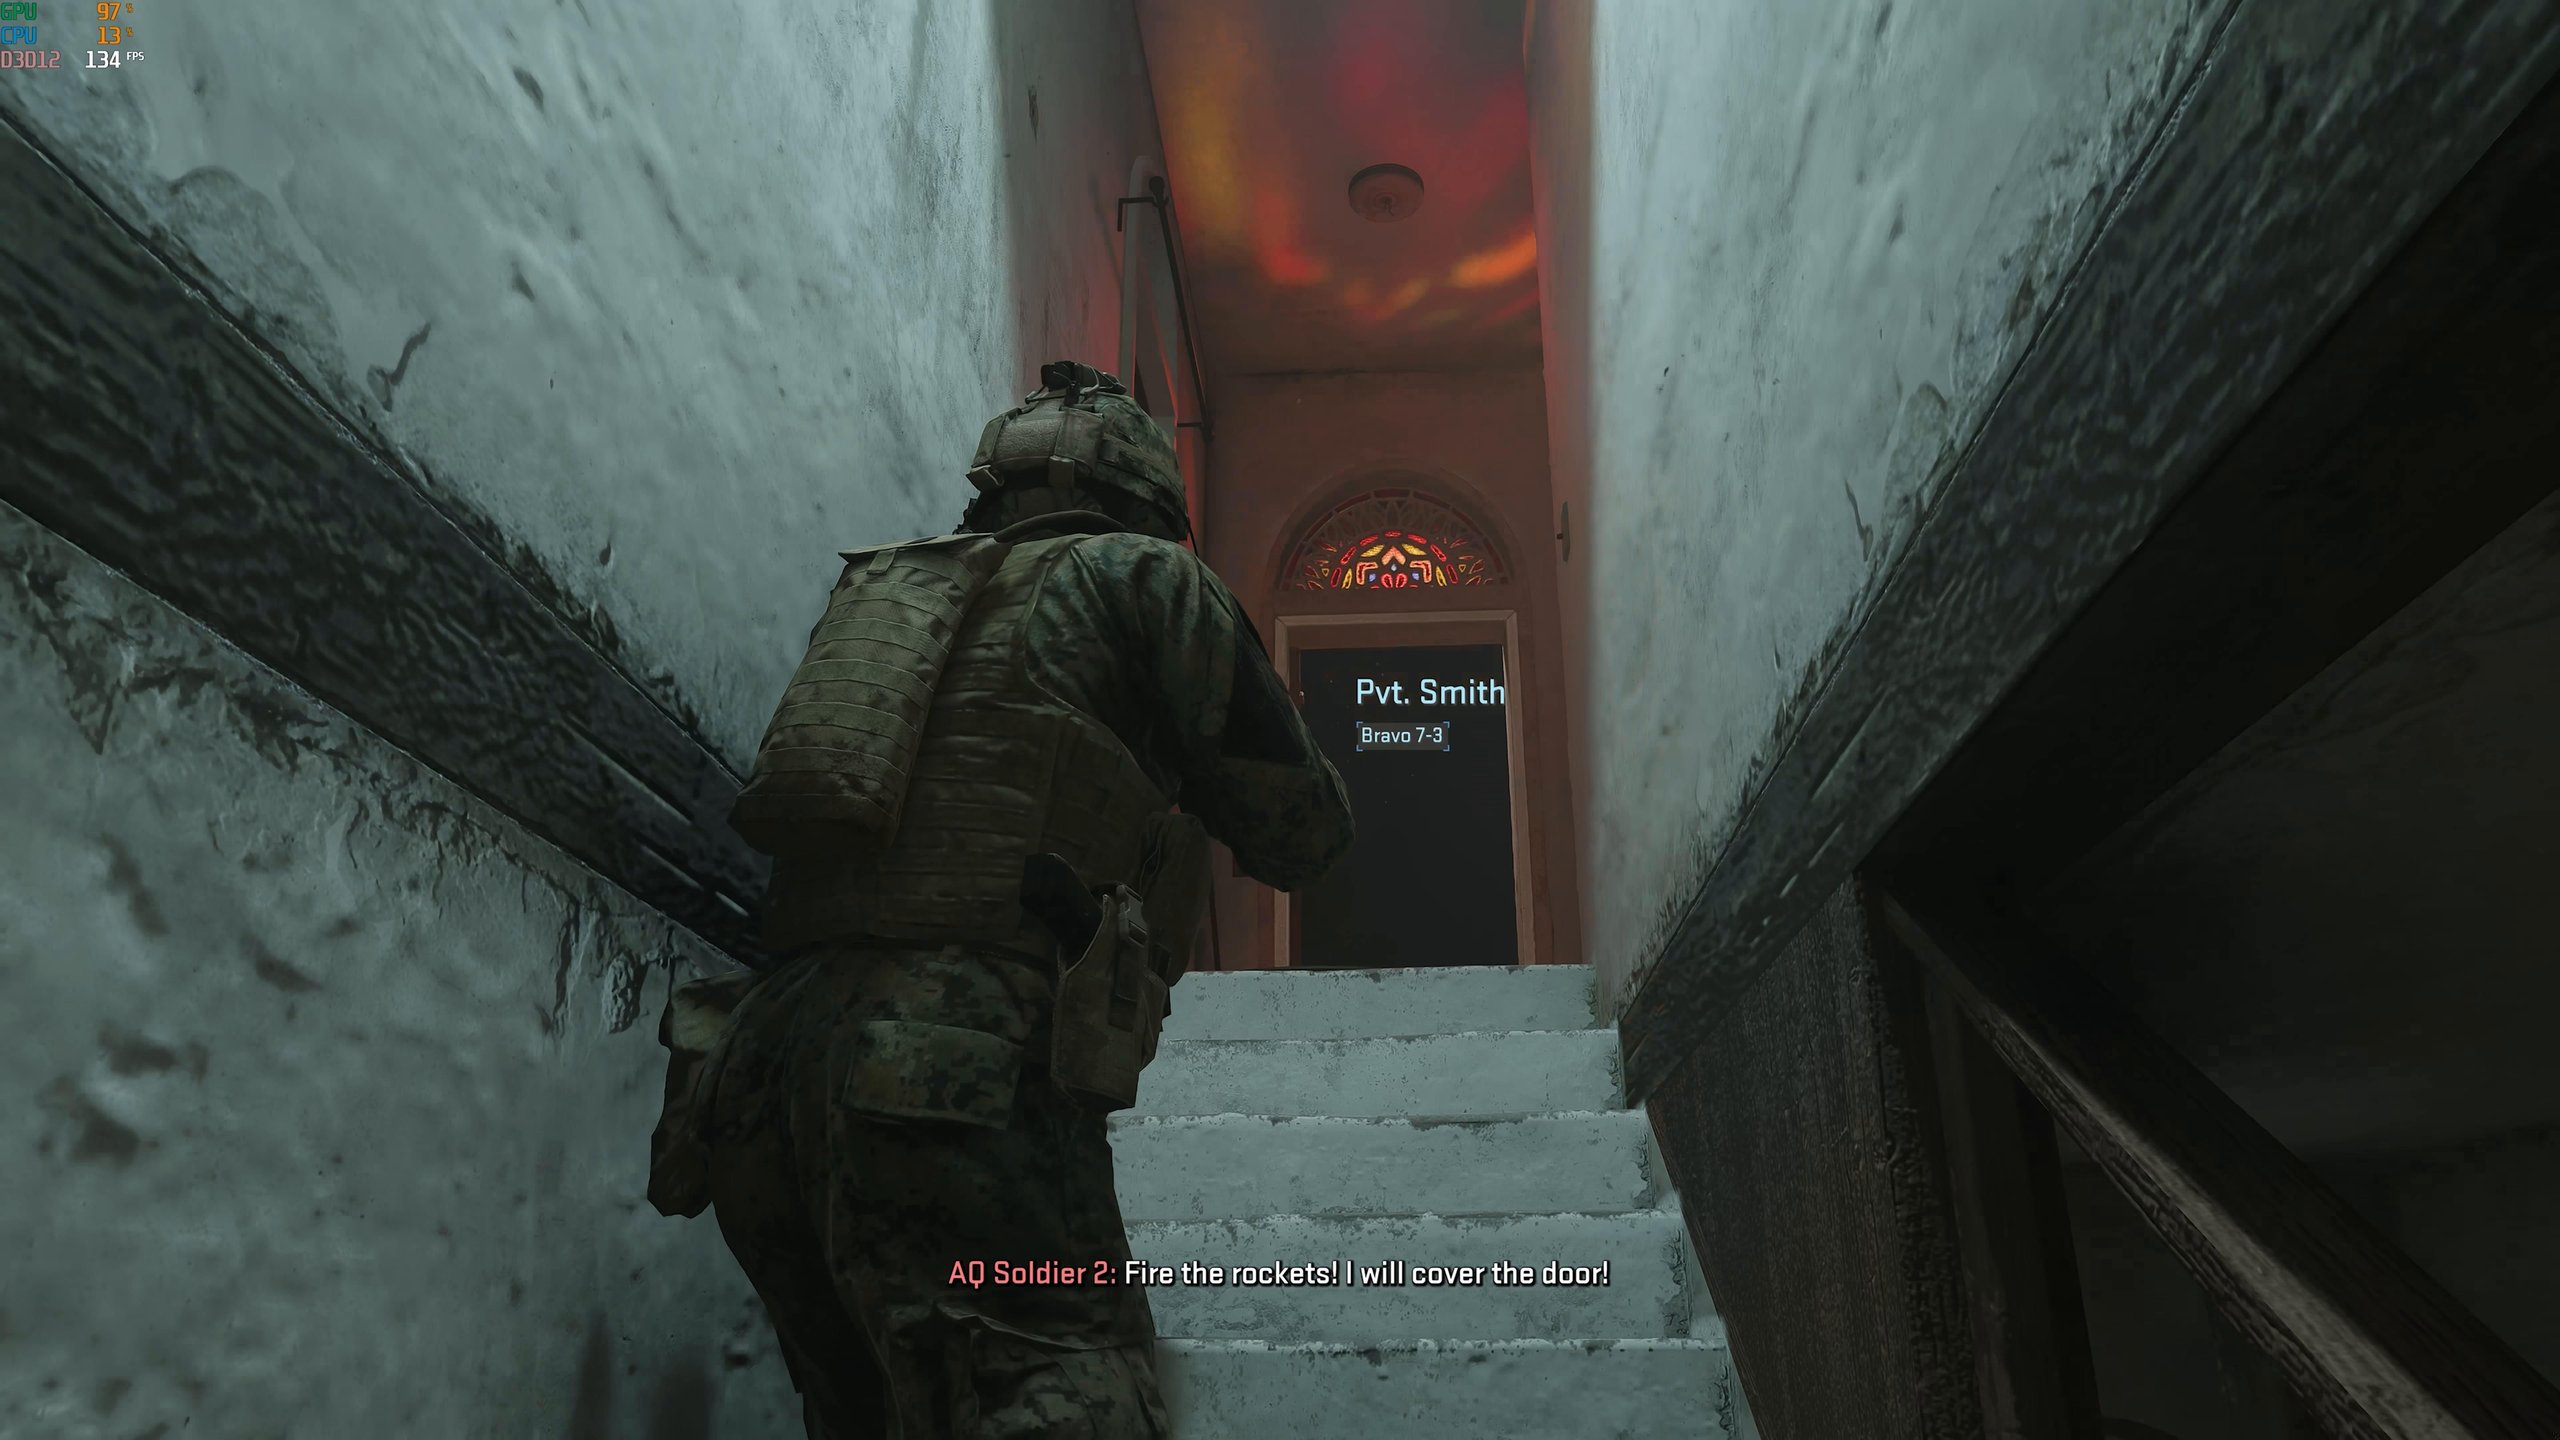 GPU 97 %
CPU 13 %
D3D12 134 FPS
Pvt. Smith
Bravo 7-3
AQ Soldier 2: Fire the rockets! I will cover the door!